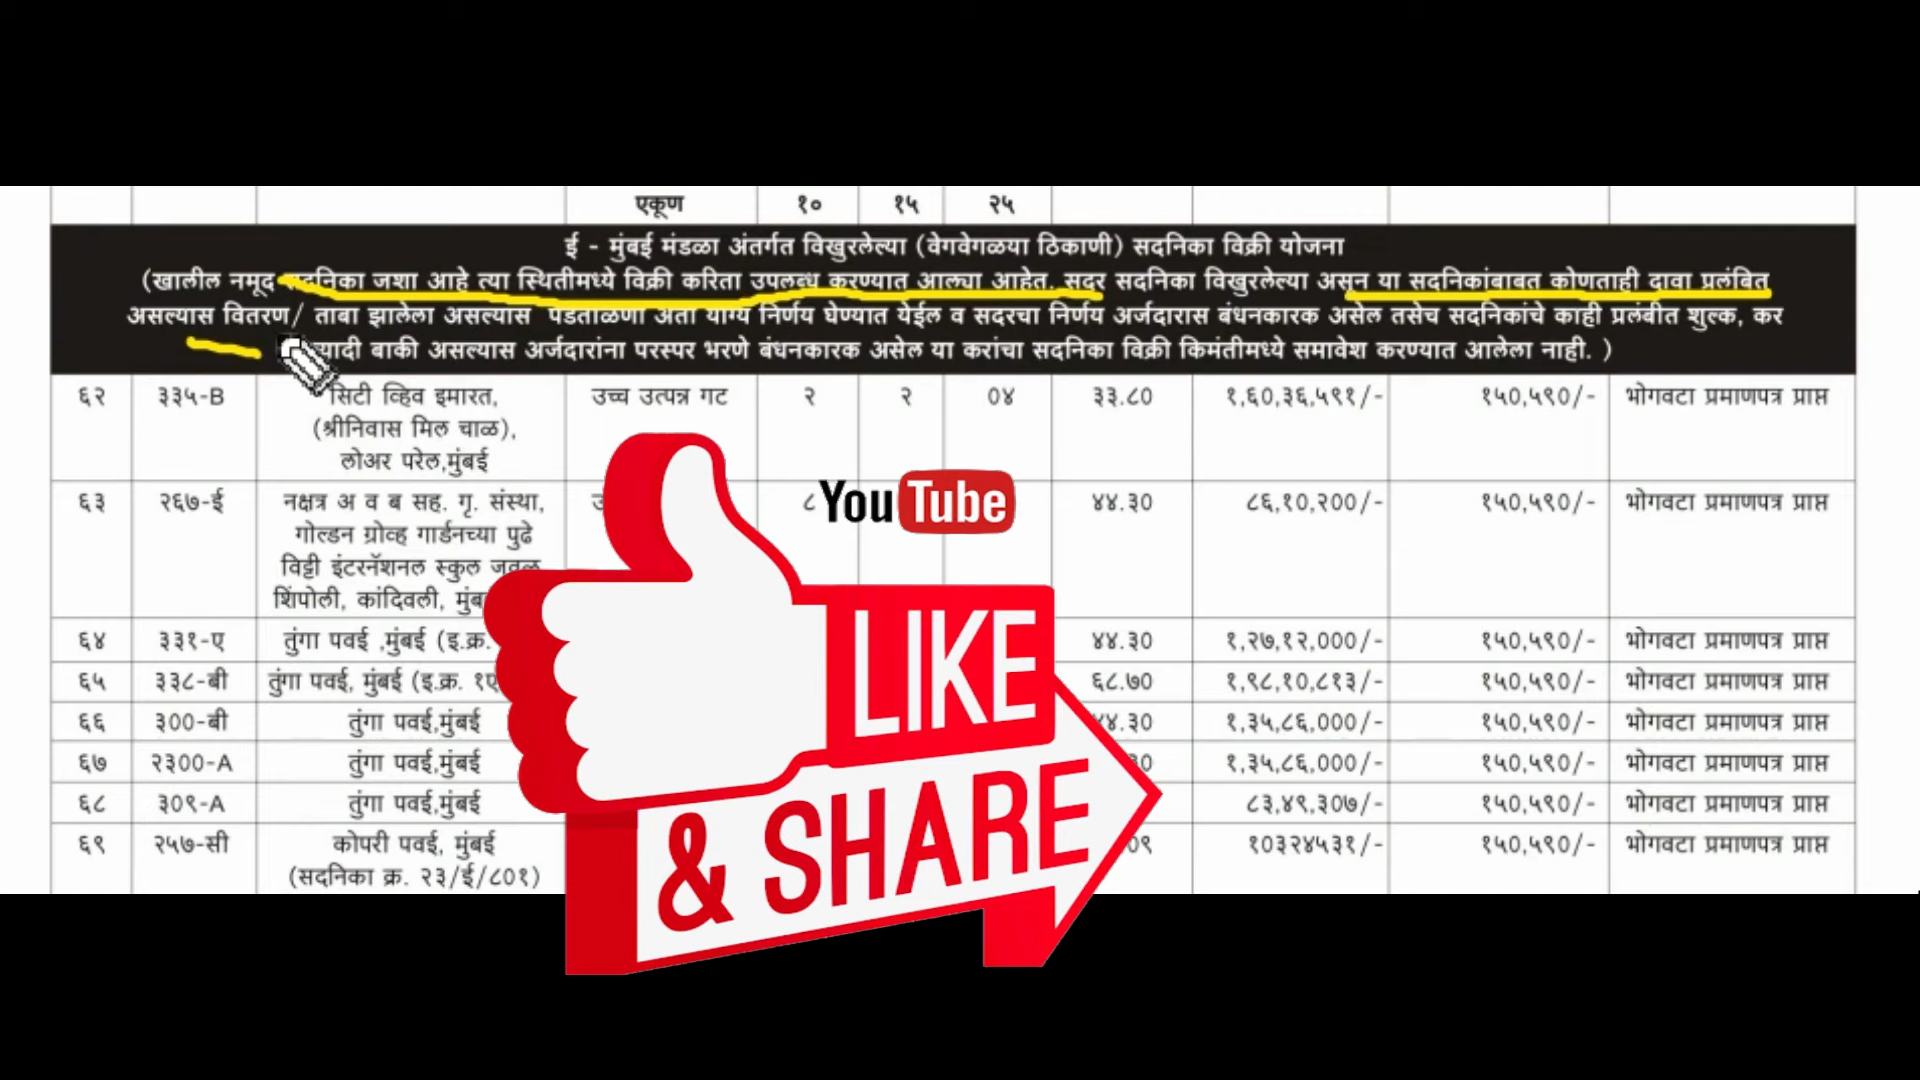 एकूण १० १५ २५
ई - मुंबई मंडळा अंतर्गत विखुरलेल्या (वेगवेगळया ठिकाणी) सदनिका विक्री योजना
(खालील नमूद सदनिका जशा आहे त्या स्थितीमध्ये विक्री करिता उपलब्ध करण्यात आल्या आहेत. सदर सदनिका विखुरलेल्या असून या सदनिकांबाबत कोणताही दावा प्रलंबित
असल्यास वितरण/ ताबा झालेला असल्यास पडताळणी अंती योग्य निर्णय घेण्यात येईल व सदरचा निर्णय अर्जदारास बंधनकारक असेल तसेच सदनिकांचे काही प्रलंबीत शुल्क, कर
बाकी असल्यास अर्जदारांना परस्पर भरणे बंधनकारक असेल या करांचा सदनिका विक्री किमंतीमध्ये समावेश करण्यात आलेला नाही. )
६२ ३३५-B सिटी व्हिव इमारत, उच्च उत्पन्न गट २ २ ०४ ३३.८० १,६०,३६,५९१/- १५०,५९०/- भोगवटा प्रमाणपत्र प्राप्त
(श्रीनिवास मिल चाळ),
लोअर परेल,मुंबई
६३ २६७-ई नक्षत्र अ व ब सह. गृ. संस्था, ८ ४४.३० ८६,१०,२००/- १५०,५९०/- भोगवटा प्रमाणपत्र प्राप्त
गोल्डन ग्रोव्ह गार्डनच्या पुढे
विट्टी इंटरनॅशनल स्कुल जवळ
शिंपोली, कांदिवली,
६४ ३३१-ए तुंगा पवई ,मुंबई (इ.क्र. ४४.३० १,२७,१२,०००/- १५०,५९०/- भोगवटा प्रमाणपत्र प्राप्त
६५ ३३८-बी तुंगा पवई, मुंबई (इ.क्र. १ए ६८.७० १,९८,१०,८१३/- १५०,५९०/- भोगवटा प्रमाणपत्र प्राप्त
६६ ३००-बी तुंगा पवई,मुंबई ४४.३० १,३५,८६,०००/- १५०,५९०/- भोगवटा प्रमाणपत्र प्राप्त
६७ २३००-A तुंगा पवई,मुंबई १,३५,८६,०००/- १५०,५९०/- भोगवटा प्रमाणपत्र प्राप्त
६८ ३०९-A तुंगा पवई,मुंबई ८३,४९,३०७/- १५०,५९०/- भोगवटा प्रमाणपत्र प्राप्त
६९ २५७-सी कोपरी पवई, मुंबई १०३२४५३१/- १५०,५९०/- भोगवटा प्रमाणपत्र प्राप्त
(सदनिका क्र. २३/ई/८०१)
YouTube
LIKE
& SHARE